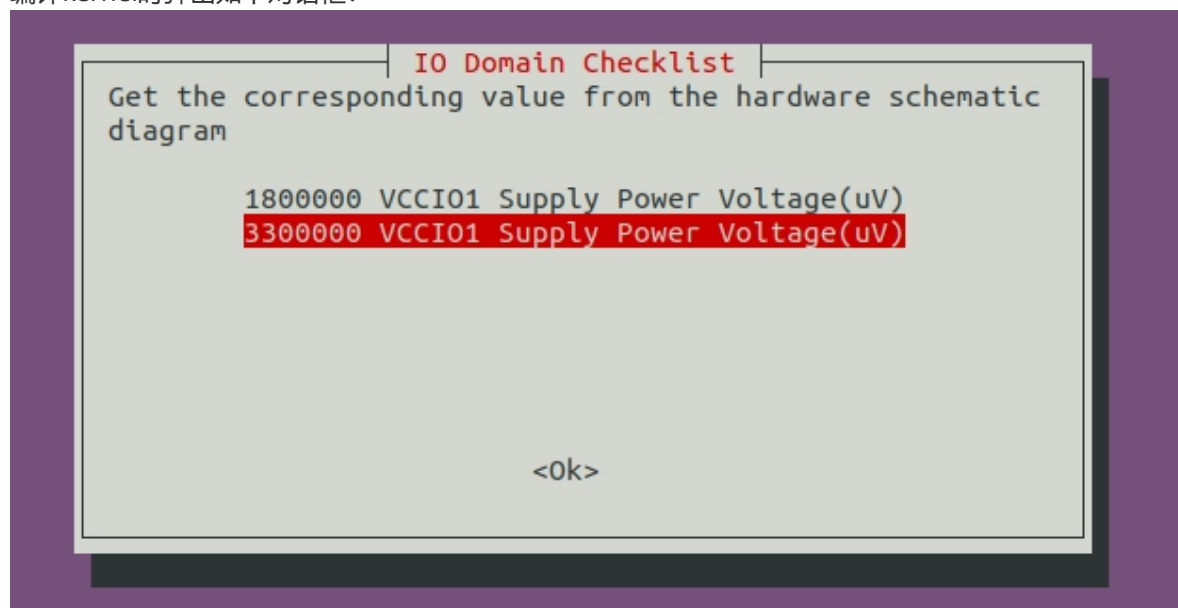 IO Domain Checklist
Get the corresponding value from the hardware schematic
diagram
1800000 VCCIO1 Supply Power Voltage(uV)
3300000 VCCIO1 Supply Power Voltage(uV)
<Ok>